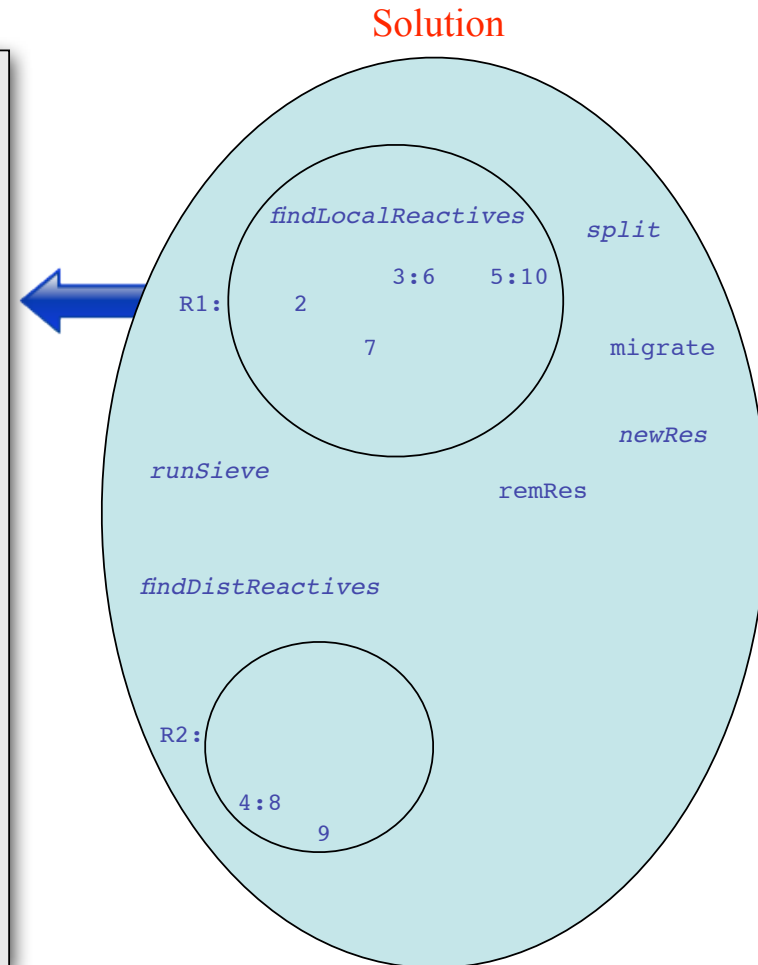 Solution
findLocalReactives
split
3:6 5:10
R1: 2
7
migrate
newRes
runSieve
remRes
findDistReactives
R2:
4:8
9